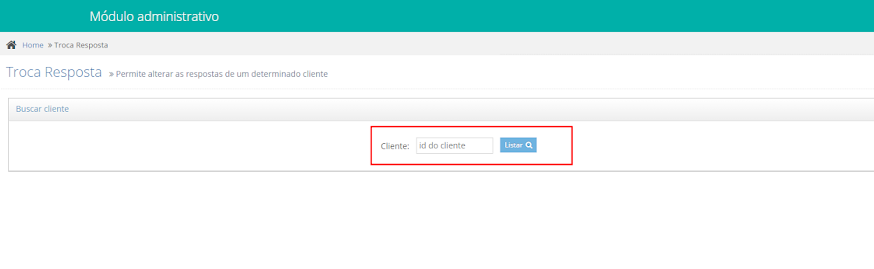 Módulo administrativo
Home » Troca Resposta
Troca Resposta » Permite alterar as respostas de um determinado cliente
Buscar cliente
Cliente: id do cliente Listar